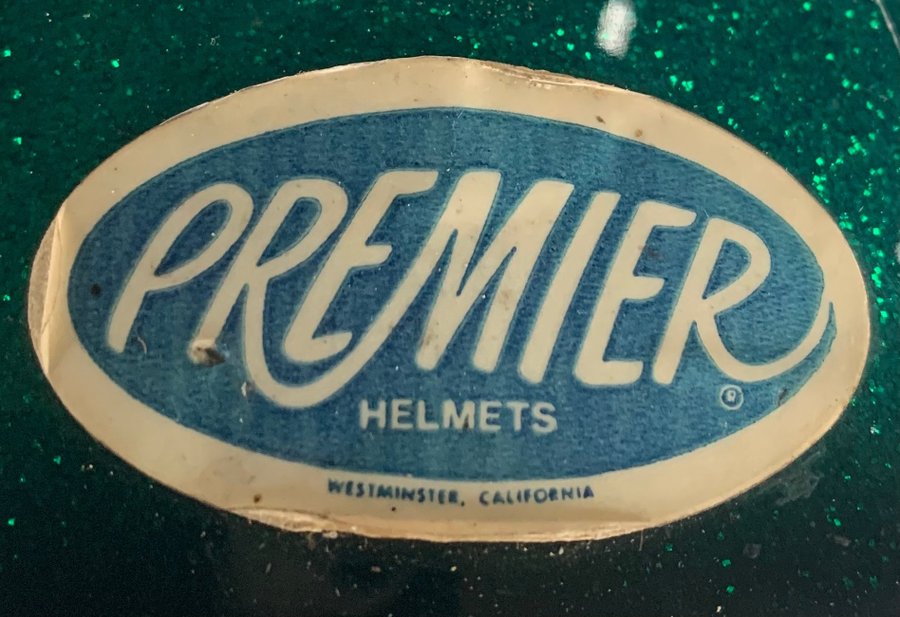 PREMIER
®
HELMETS
WESTMINSTER, CALIFORNIA